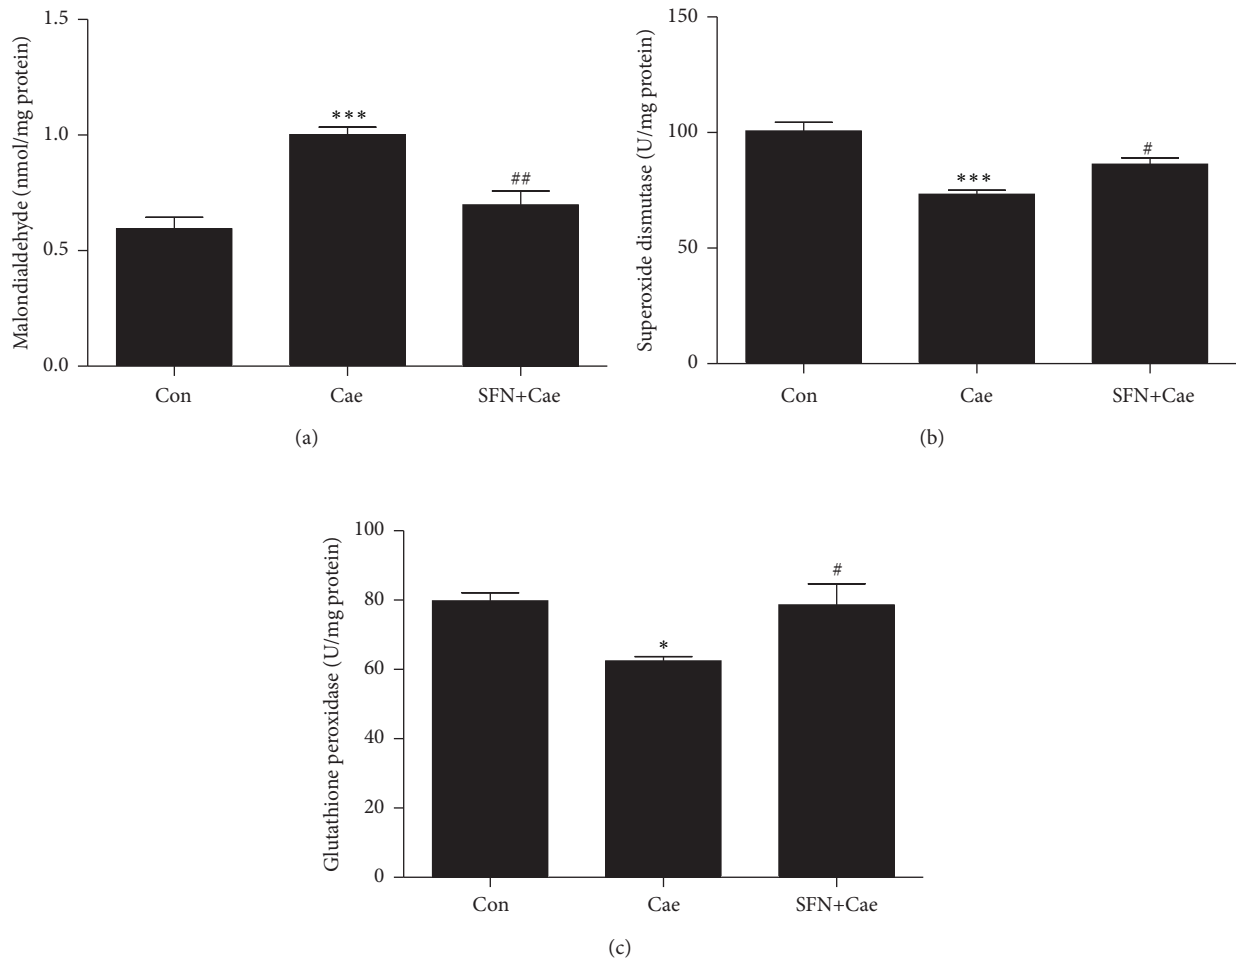 Malondialdehyde (nmol/mg protein)
1.5
1.0
0.5
0.0
***
##
Con Cae SFN+Cae
(a)
Superoxide dismutase (U/mg protein)
150
100
50
0
***
#
Con Cae SFN+Cae
(b)
Glutathione peroxidase (U/mg protein)
100
80
60
40
20
0
*
#
Con Cae SFN+Cae
(c)